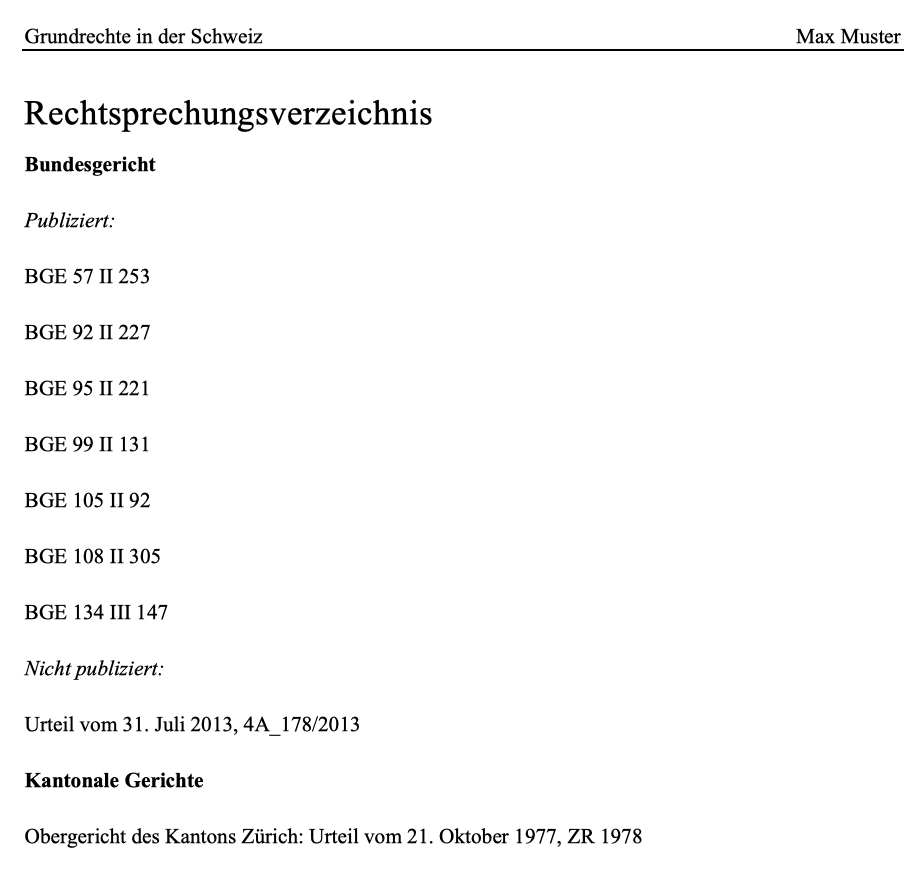 Grundrechte in der Schweiz Max Muster
Rechtsprechungsverzeichnis
Bundesgericht
Publiziert:
BGE 57 II 253
BGE 92 II 227
BGE 95 II 221
BGE 99 II 131
BGE 105 II 92
BGE 108 II 305
BGE 134 III 147
Nicht publiziert:
Urteil vom 31. Juli 2013, 4A_178/2013
Kantonale Gerichte
Obergericht des Kantons Zürich: Urteil vom 21. Oktober 1977, ZR 1978